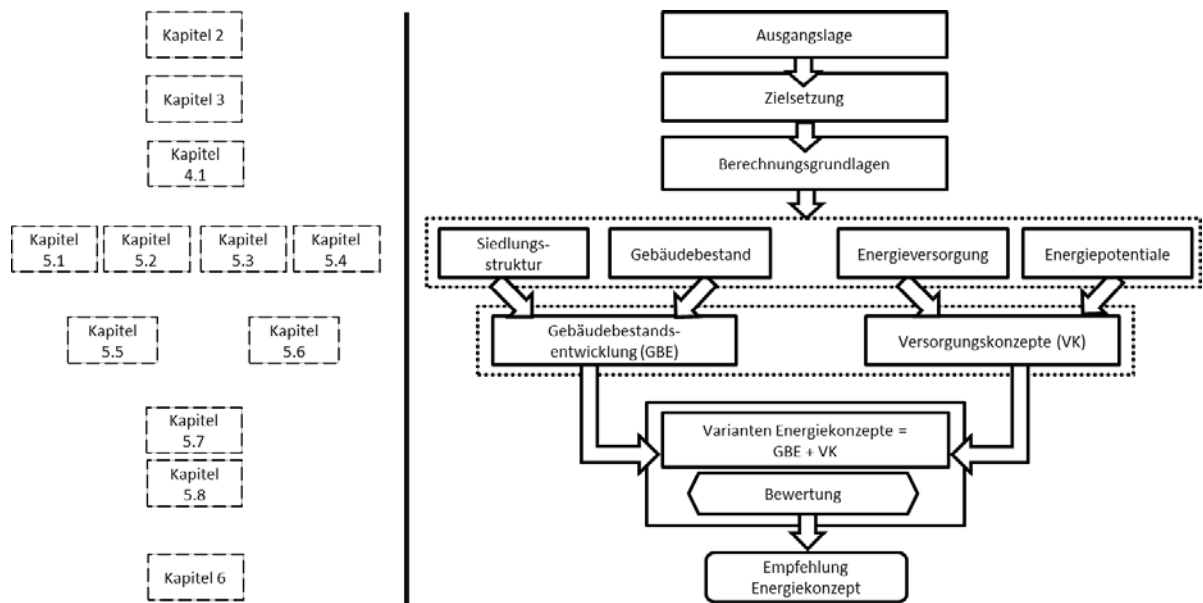 Kapitel 2
Kapitel 3
Kapitel
4.1
Kapitel
5.1
Kapitel
5.2
Kapitel
5.3
Kapitel
5.4
Kapitel
5.5
Kapitel
5.6
Kapitel
5.7
Kapitel
5.8
Kapitel 6
Ausgangslage
Zielsetzung
Berechnungsgrundlagen
Siedlungs-
struktur
Gebäudebestand
Energieversorgung
Energiepotentiale
Gebäudebestands-
entwicklung (GBE)
Versorgungskonzepte (VK)
Varianten Energiekonzepte =
GBE + VK
Bewertung
Empfehlung
Energiekonzept